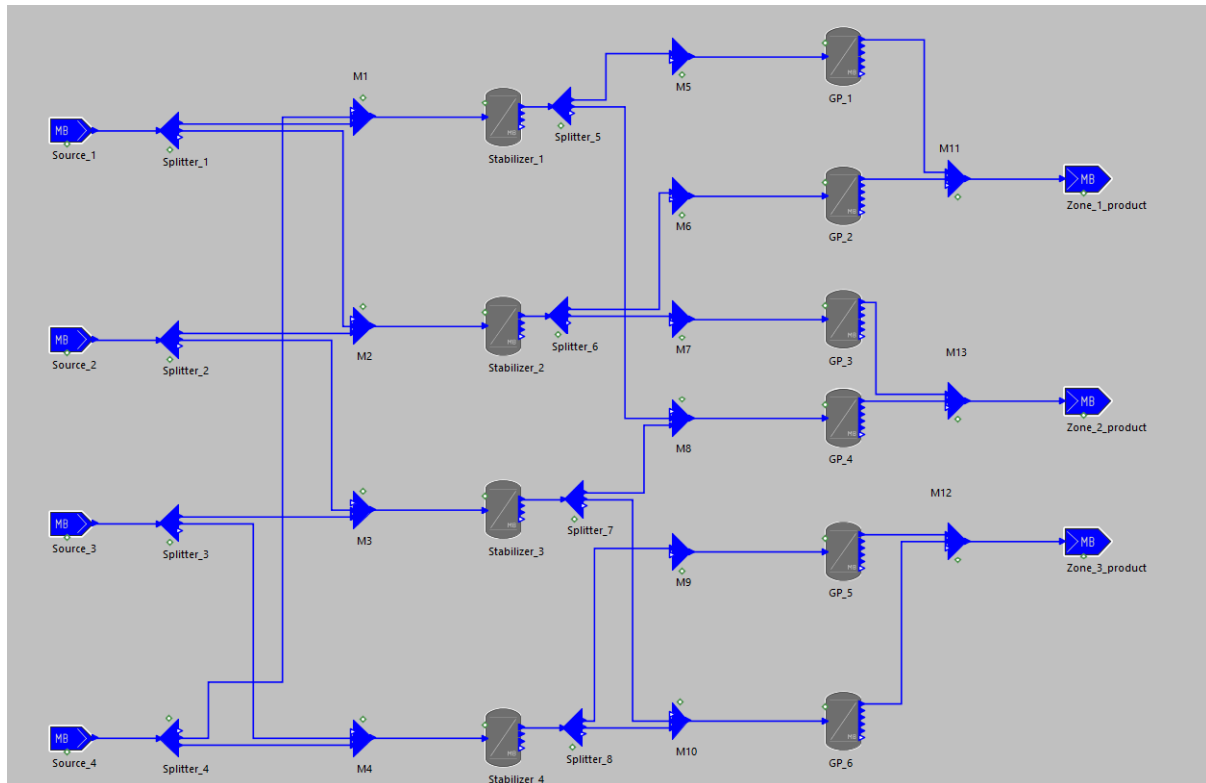 M1
M5
GP_1
MB
MB
Source_1
Splitter_1
Stabilizer_1
MB
Splitter_5
M11
MB
Zone_1_product
M6
GP_2
MB
MB
Source_2
Splitter_2
M2
Stabilizer_2
MB
Splitter_6
M7
GP_3
MB
M13
MB
Zone_2_product
M8
GP_4
MB
M12
MB
Source_3
Splitter_3
M3
Stabilizer_3
MB
Splitter_7
M9
GP_5
MB
MB
Zone_3_product
MB
Source_4
Splitter_4
M4
Stabilizer_4
MB
Splitter_8
M10
GP_6
MB